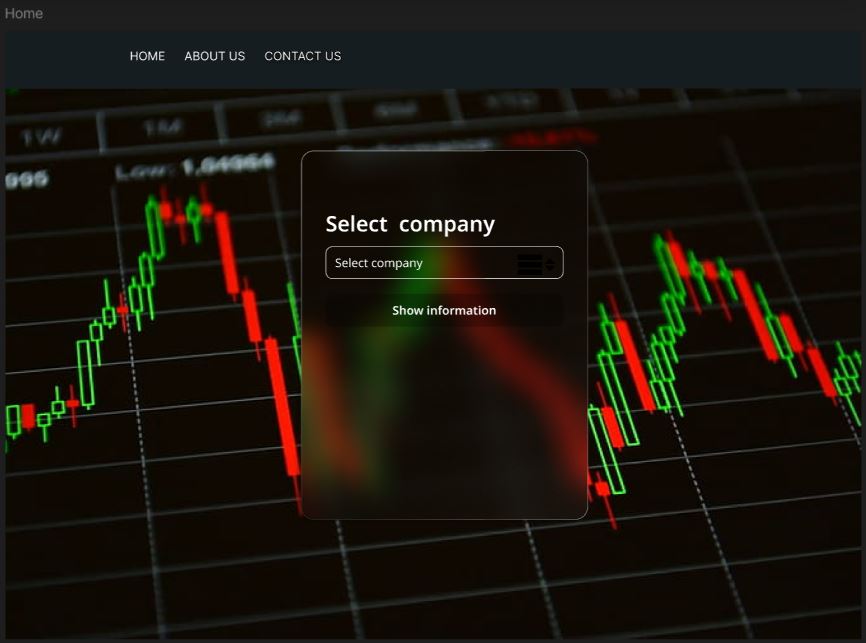 Home
HOME ABOUT US CONTACT US
1W 1M
995 Low: 1,04964
Select company
Select company
Show information